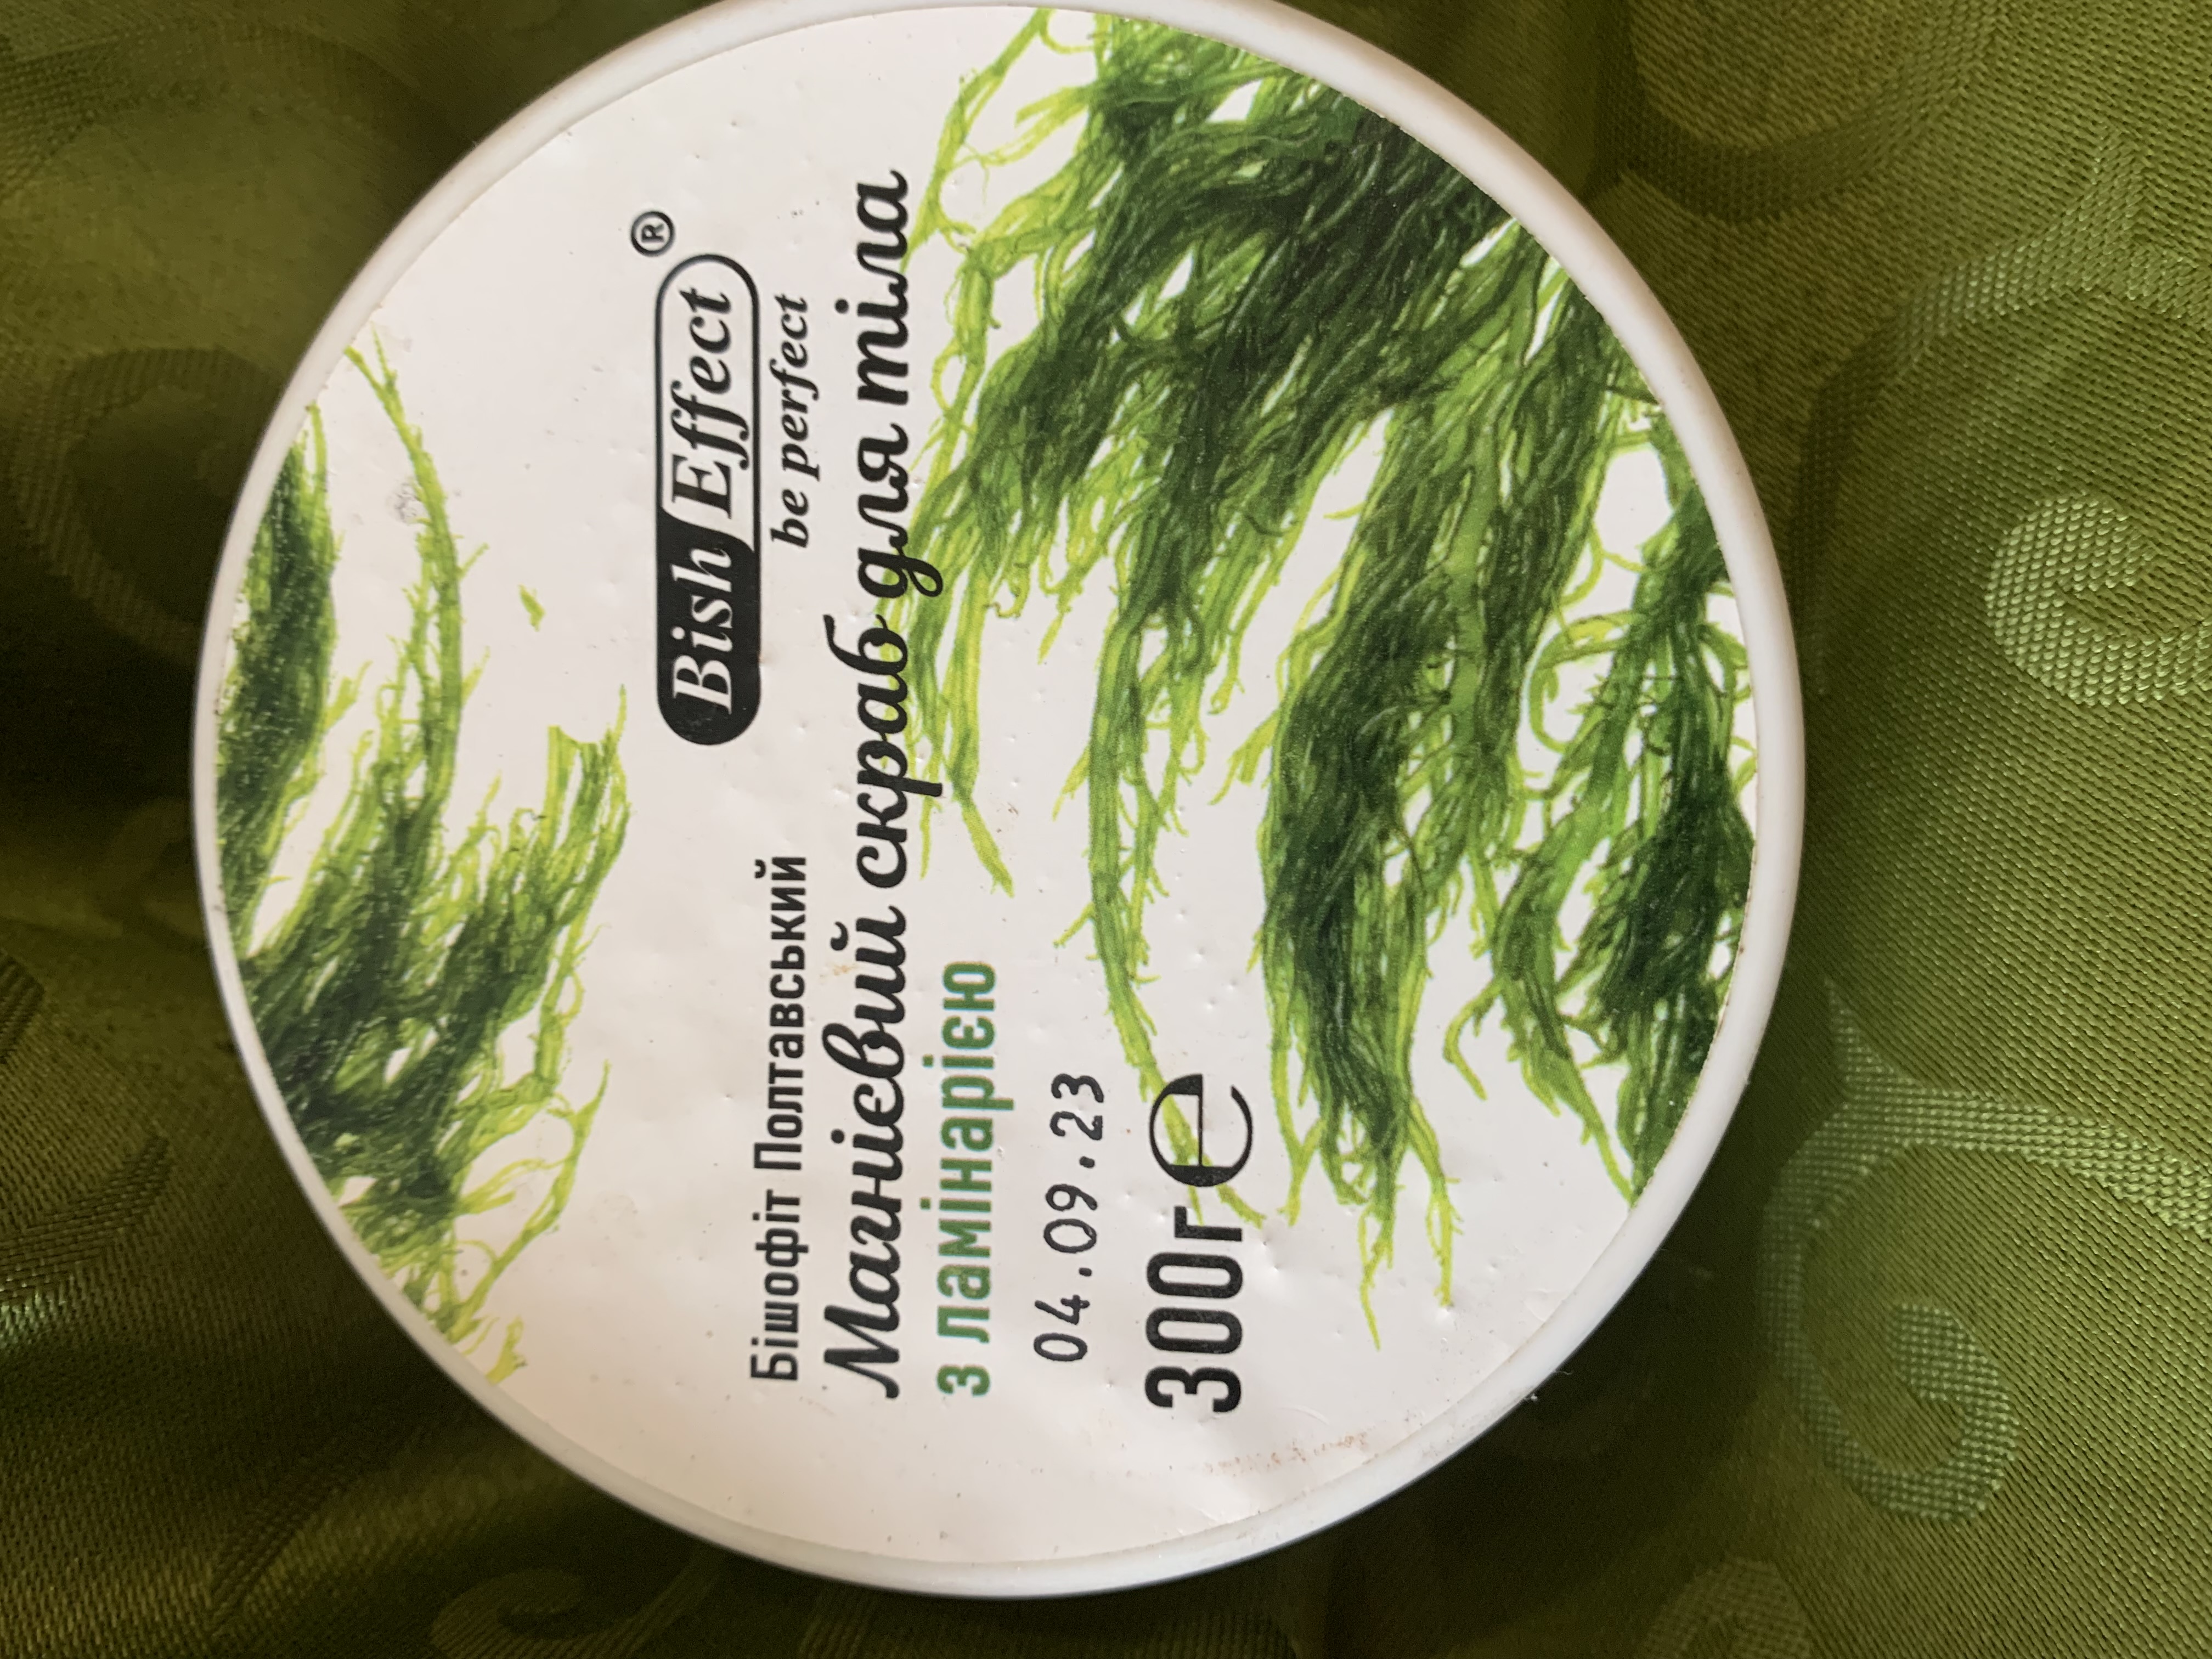 Bish Effect ®
be perfect
Бішофіт Полтавський
Магнієвий скраб для тіла
з ламінарією
04.09.23
300г ℮